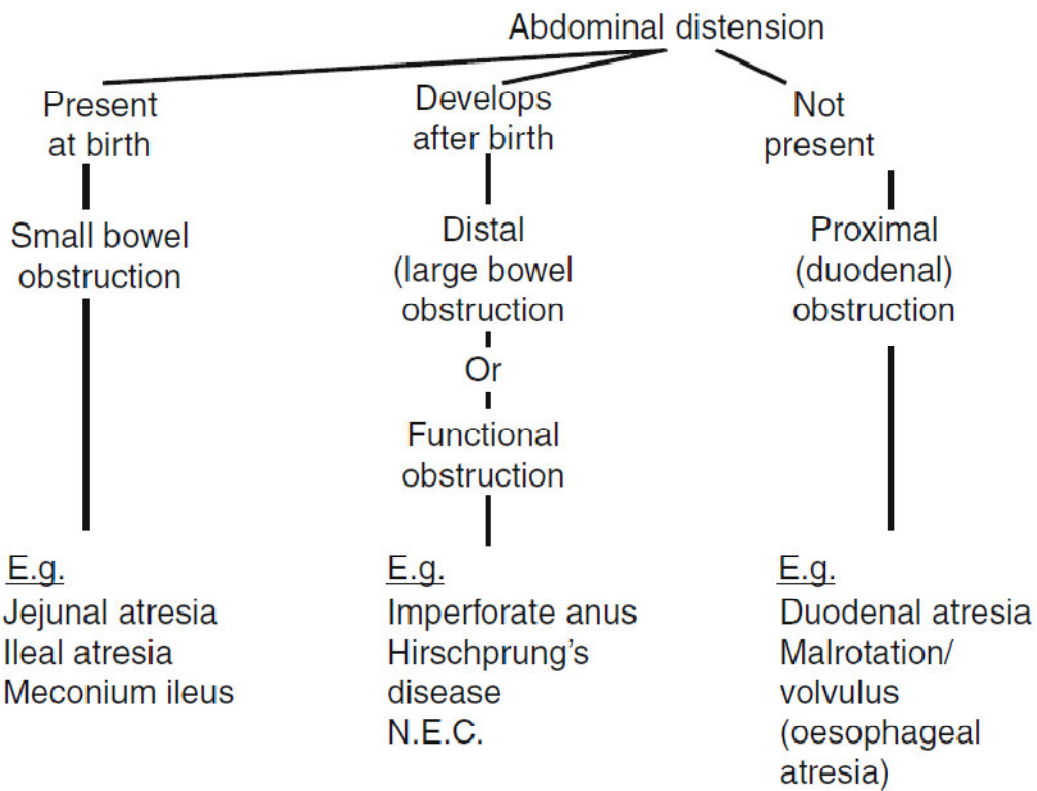 Abdominal distension
Present
at birth
Small bowel
obstruction
E.g.
Jejunal atresia
Ileal atresia
Meconium ileus
Develops
after birth
Distal
(large bowel
obstruction
Or
Functional
obstruction
E.g.
Imperforate anus
Hirschprung's
disease
N.E.C.
Not
present
Proximal
(duodenal)
obstruction
E.g.
Duodenal atresia
Malrotation/
volvulus
(oesophageal
atresia)